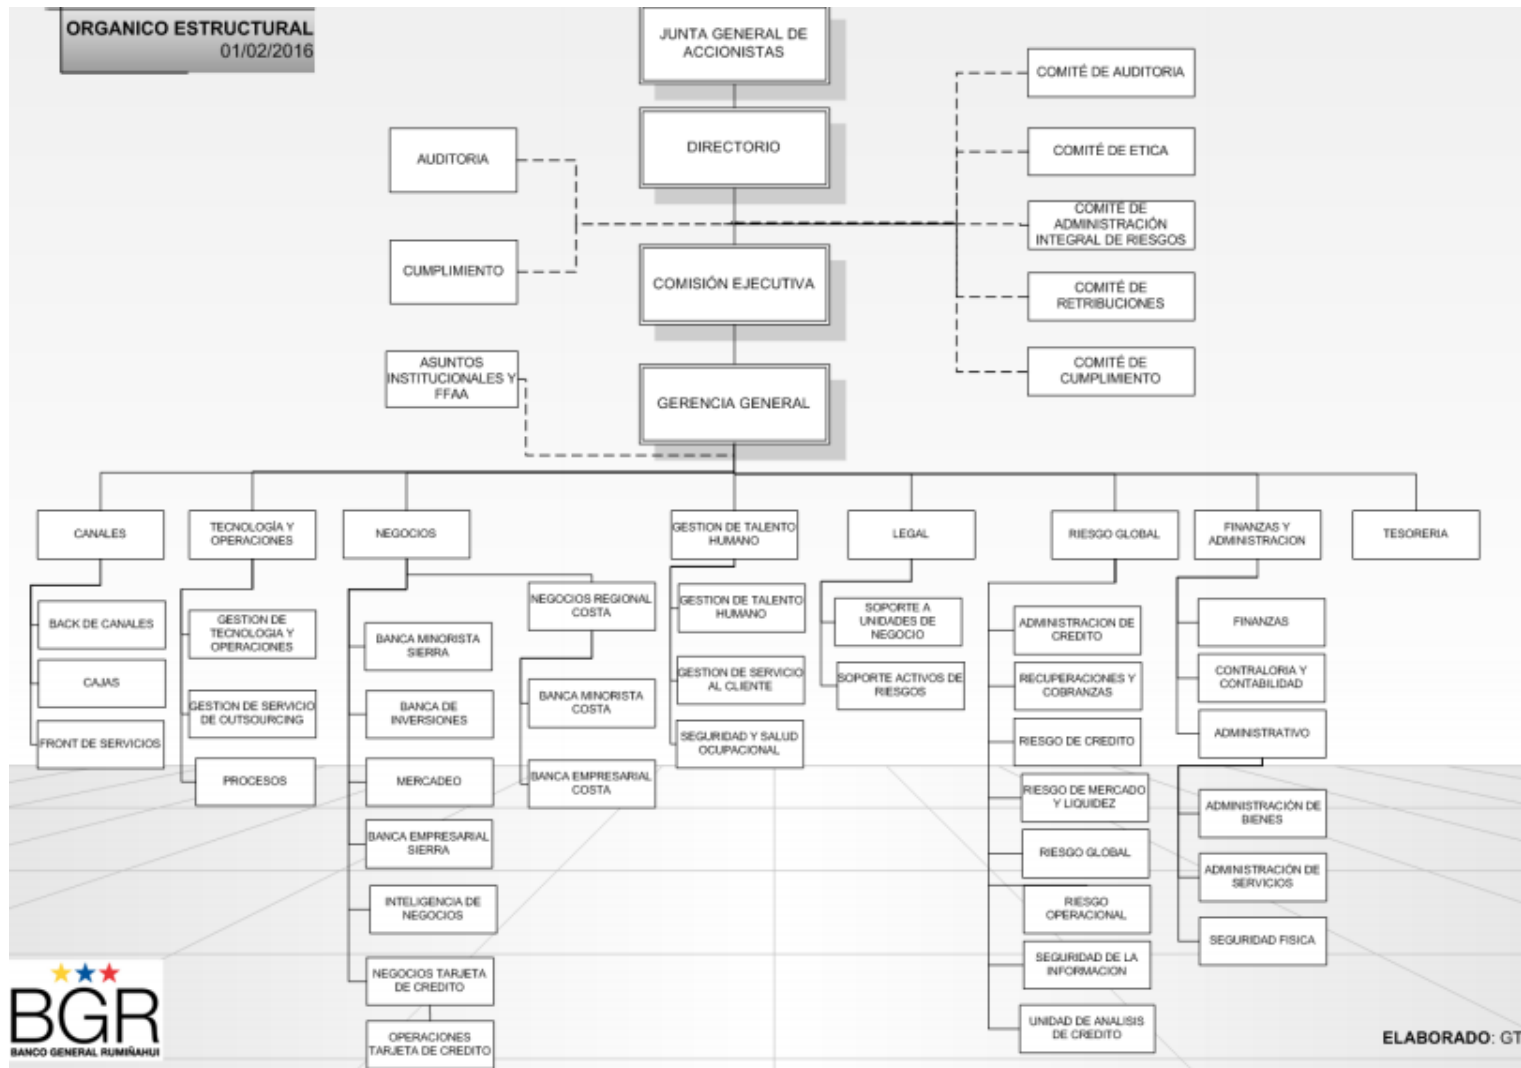 ORGANICO ESTRUCTURAL
01/02/2016
JUNTA GENERAL DE
ACCIONISTAS
DIRECTORIO
COMISIÓN EJECUTIVA
GERENCIA GENERAL
AUDITORIA
CUMPLIMIENTO
ASUNTOS
INSTITUCIONALES Y
FFAA
COMITÉ DE AUDITORIA
COMITÉ DE ETICA
COMITÉ DE
ADMINISTRACIÓN
INTEGRAL DE RIESGOS
COMITÉ DE
RETRIBUCIONES
COMITÉ DE
CUMPLIMIENTO
CANALES
BACK DE CANALES
CAJAS
FRONT DE SERVICIOS
TECNOLOGÍA Y
OPERACIONES
GESTION DE
TECNOLOGIA Y
OPERACIONES
GESTION DE SERVICIO
DE OUTSOURCING
PROCESOS
NEGOCIOS
BANCA MINORISTA
SIERRA
BANCA DE
INVERSIONES
MERCADEO
BANCA EMPRESARIAL
SIERRA
INTELIGENCIA DE
NEGOCIOS
NEGOCIOS TARJETA
DE CREDITO
OPERACIONES
TARJETA DE CREDITO
NEGOCIOS REGIONAL
COSTA
BANCA MINORISTA
COSTA
BANCA EMPRESARIAL
COSTA
GESTION DE TALENTO
HUMANO
GESTION DE TALENTO
HUMANO
GESTION DE SERVICIO
AL CLIENTE
SEGURIDAD Y SALUD
OCUPACIONAL
LEGAL
SOPORTE A
UNIDADES DE
NEGOCIO
SOPORTE ACTIVOS DE
RIESGOS
RIESGO GLOBAL
ADMINISTRACION DE
CREDITO
RECUPERACIONES Y
COBRANZAS
RIESGO DE CREDITO
RIESGO DE MERCADO
Y LIQUIDEZ
RIESGO GLOBAL
RIESGO
OPERACIONAL
SEGURIDAD DE LA
INFORMACION
UNIDAD DE ANALISIS
DE CREDITO
FINANZAS Y
ADMINISTRACION
FINANZAS
CONTRALORIA Y
CONTABILIDAD
ADMINISTRATIVO
ADMINISTRACIÓN DE
BIENES
ADMINISTRACIÓN DE
SERVICIOS
SEGURIDAD FISICA
TESORERIA
BGR
BANCO GENERAL RUMIÑAHUI
ELABORADO: GT